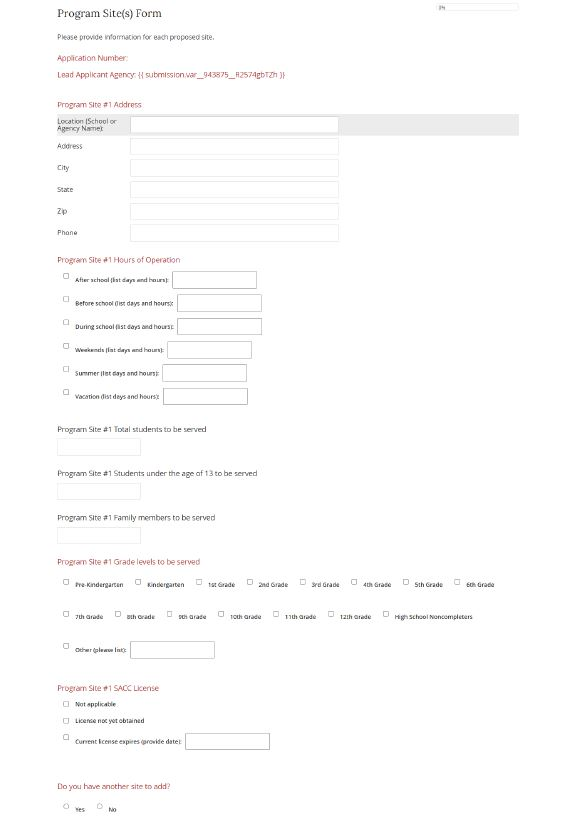 0%
Program Site(s) Form
Please provide information for each proposed site.
Application Number:
Lead Applicant Agency: {{ submission.var__943875__R2574gbTZh }}
Program Site #1 Address
Location (School or
Agency Name):
Address
City
State
Zip
Phone
Program Site #1 Hours of Operation
After school (list days and hours):
Before school (list days and hours):
During school (list days and hours):
Weekends (list days and hours):
Summer (list days and hours):
Vacation (list days and hours):
Program Site #1 Total students to be served
Program Site #1 Students under the age of 13 to be served
Program Site #1 Family members to be served
Program Site #1 Grade levels to be served
Pre-Kindergarten Kindergarten 1st Grade 2nd Grade 3rd Grade 4th Grade 5th Grade 6th Grade
7th Grade 8th Grade 9th Grade 10th Grade 11th Grade 12th Grade High School Noncompleters
Other (please list):
Program Site #1 SACC License
Not applicable
License not yet obtained
Current license expires (provide date):
Do you have another site to add?
Yes No